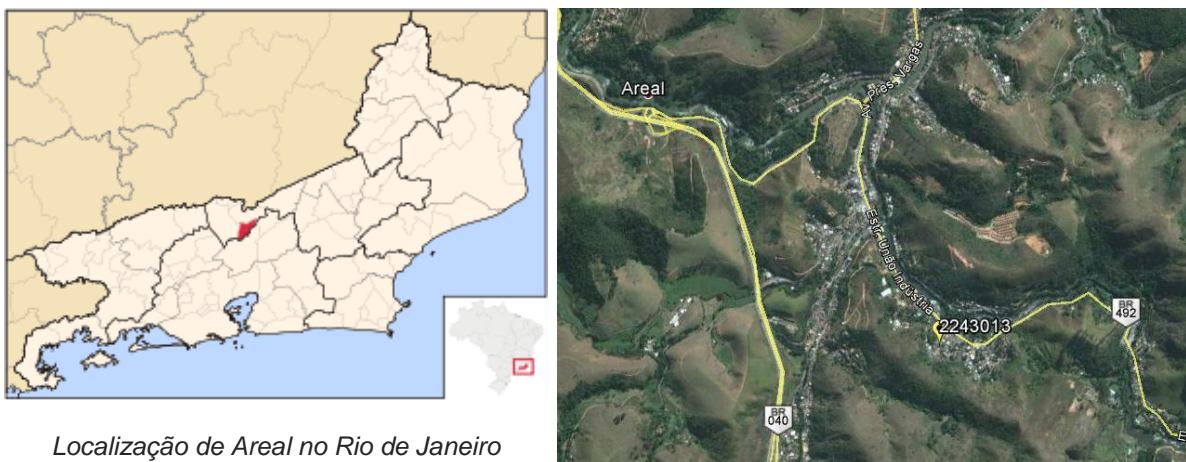 Localização de Areal no Rio de Janeiro
Areal
Av Pres Vargas
Estr União Indústria
2243013
BR
492
BR
040
E